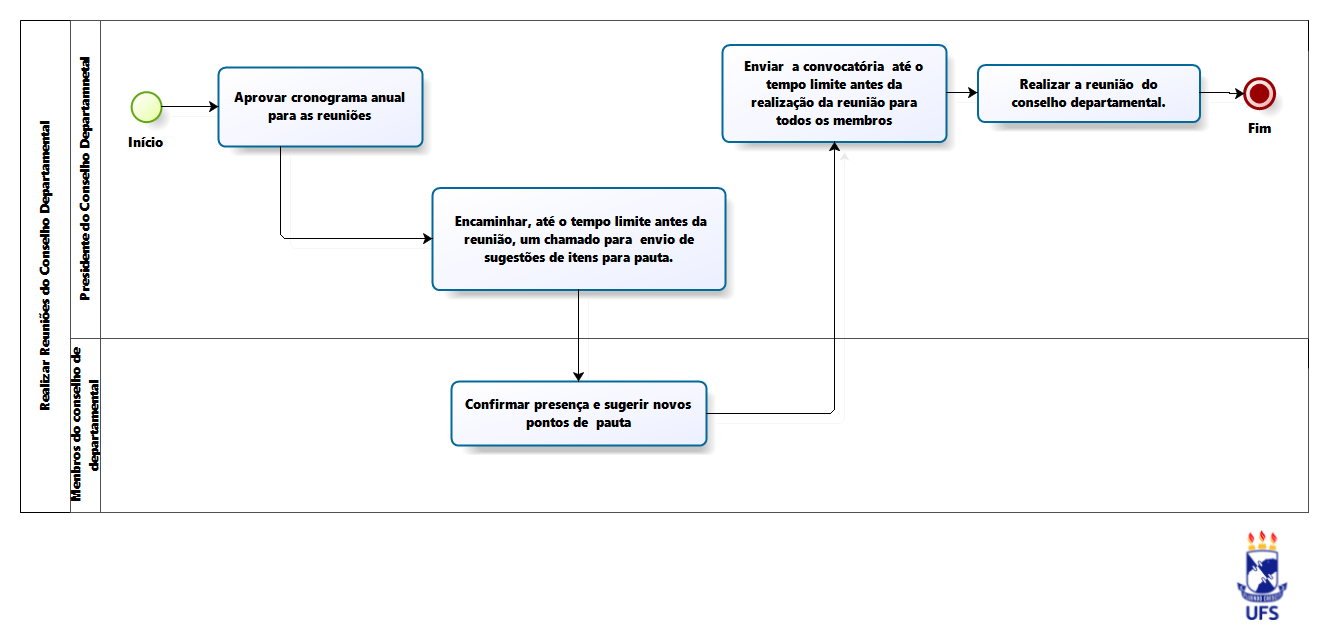 Realizar Reuniões do Conselho Departamental
Presidente do Conselho Departamnetal
Início
Aprovar cronograma anual
para as reuniões
Encaminhar, até o tempo limite antes da
reunião, um chamado para envio de
sugestões de itens para pauta.
Enviar a convocatória até o
tempo limite antes da
realização da reunião para
todos os membros
Realizar a reunião do
conselho departamental.
Fim
Menbros do conselho de
departamental
Confirmar presença e sugerir novos
pontos de pauta
UFS